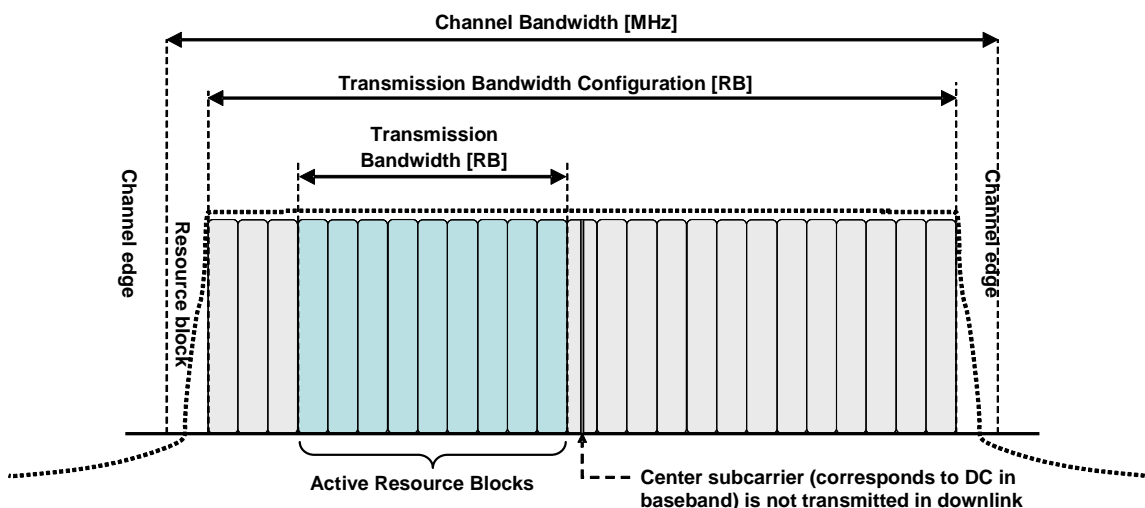 Channel Bandwidth [MHz]
Transmission Bandwidth Configuration [RB]
Transmission
Bandwidth [RB]
Channel edge
Resource block
Channel edge
Active Resource Blocks
Center subcarrier (corresponds to DC in
baseband) is not transmitted in downlink